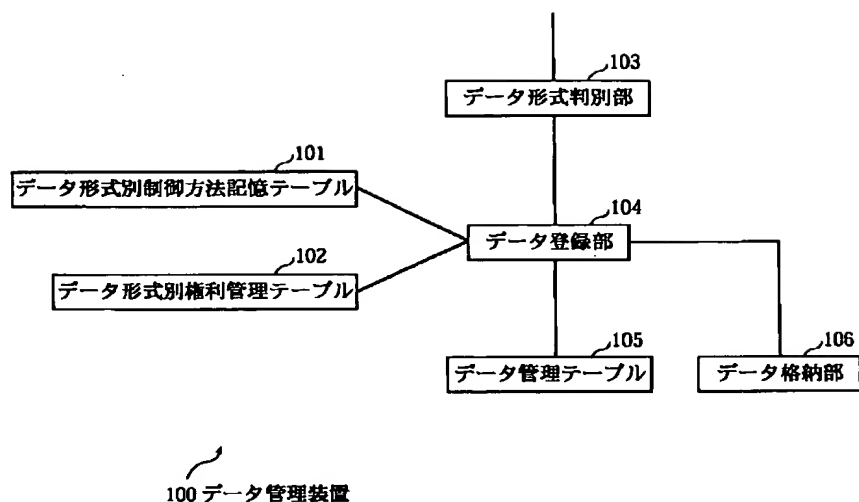 103
データ形式判別部
101
データ形式別制御方法記憶テーブル
104
データ登録部
102
データ形式別権利管理テーブル
105
データ管理テーブル
106
データ格納部
100 データ管理装置